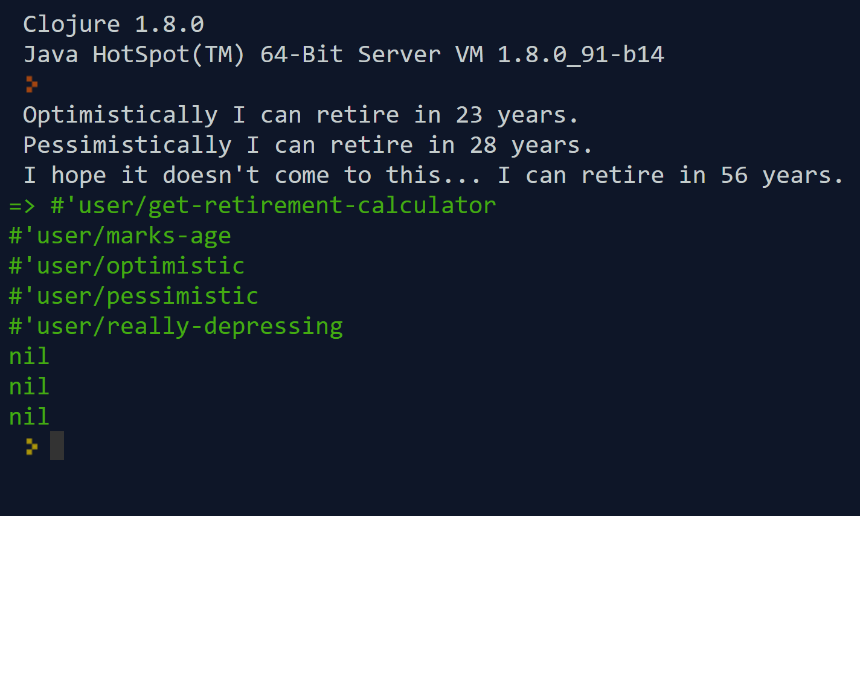 Clojure 1.8.0
Java HotSpot(TM) 64-Bit Server VM 1.8.0_91-b14
>
Optimistically I can retire in 23 years.
Pessimistically I can retire in 28 years.
I hope it doesn't come to this... I can retire in 56 years.
=> #'user/get-retirement-calculator
#'user/marks-age
#'user/optimistic
#'user/pessimistic
#'user/really-depressing
nil
nil
nil
>